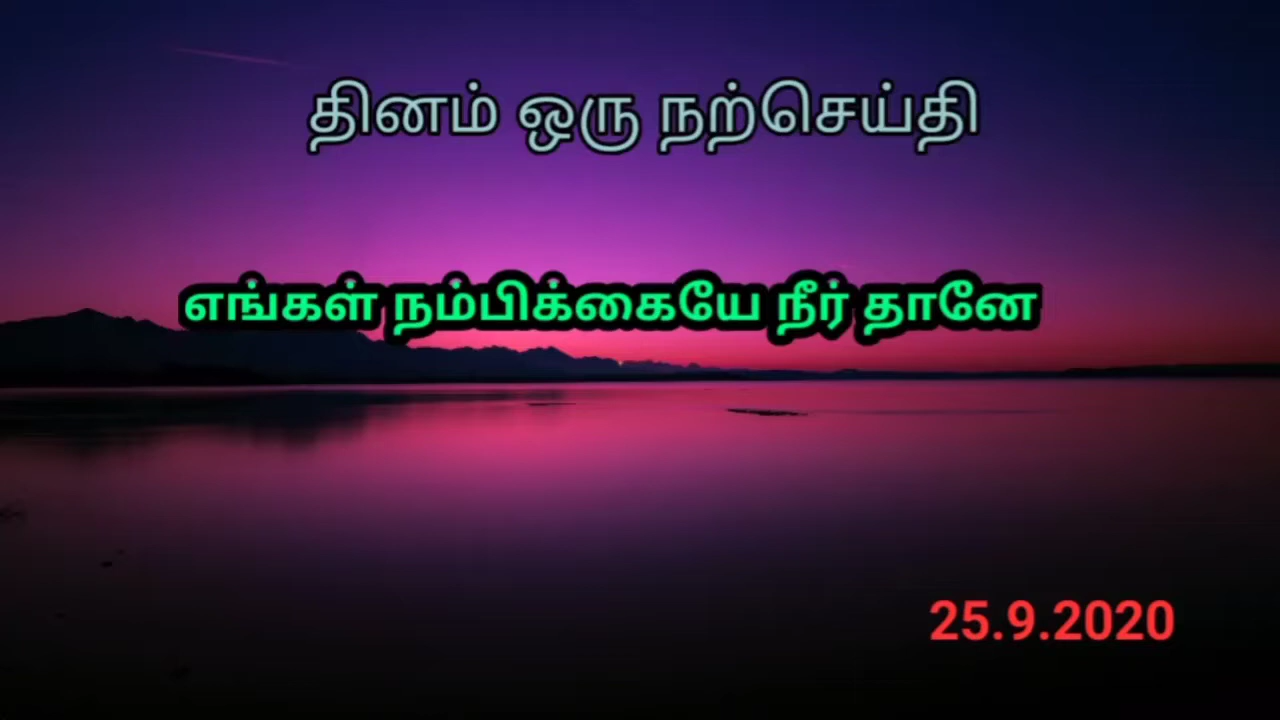 தினம் ஒரு நற்செய்தி
எங்கள் நம்பிக்கையே நீர் தானே
25.9.2020